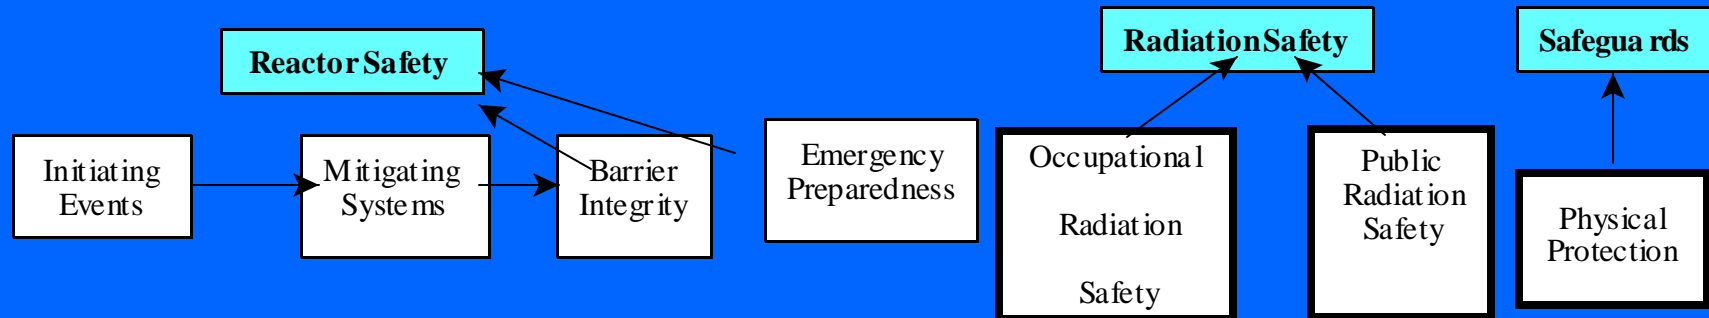 Reactor Safety
Radiation Safety
Safeguards
Initiating
Events
Mitigating
Systems
Barrier
Integrity
Emergency
Preparedness
Occupational
Radiation
Safety
Public
Radiation
Safety
Physical
Protection